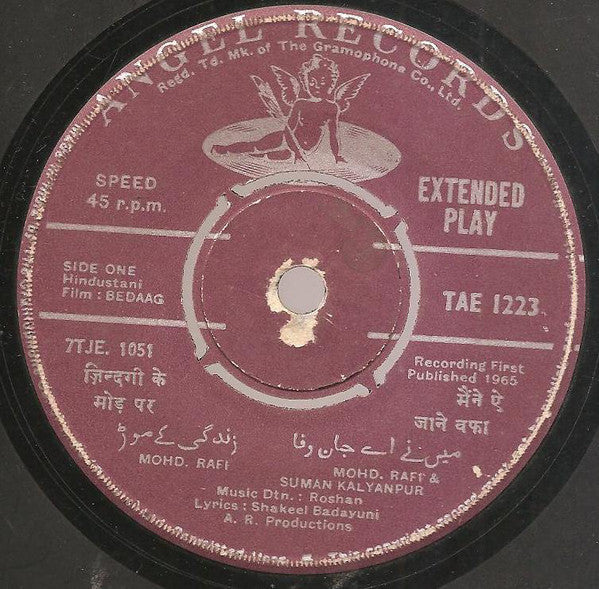 ANGEL RECORDS
Regd. Td. Mk. of The Gramophone Co., Ltd.
SPEED
45 r.p.m.
EXTENDED
PLAY
SIDE ONE
Hindustani
Film : BEDAAG
TAE 1223
7TJE. 1051
Recording First
Published 1965
ज़िन्दगी के
मोड़ पर
मैंने ऐ
जाने वफ़ा
زندگی کے موڑ
میں نے اے جان وفا
MOHD. RAFI
MOHD. RAFI &
SUMAN KALYANPUR
Music Dtn. : Roshan
Lyrics : Shakeel Badayuni
A. R. Productions